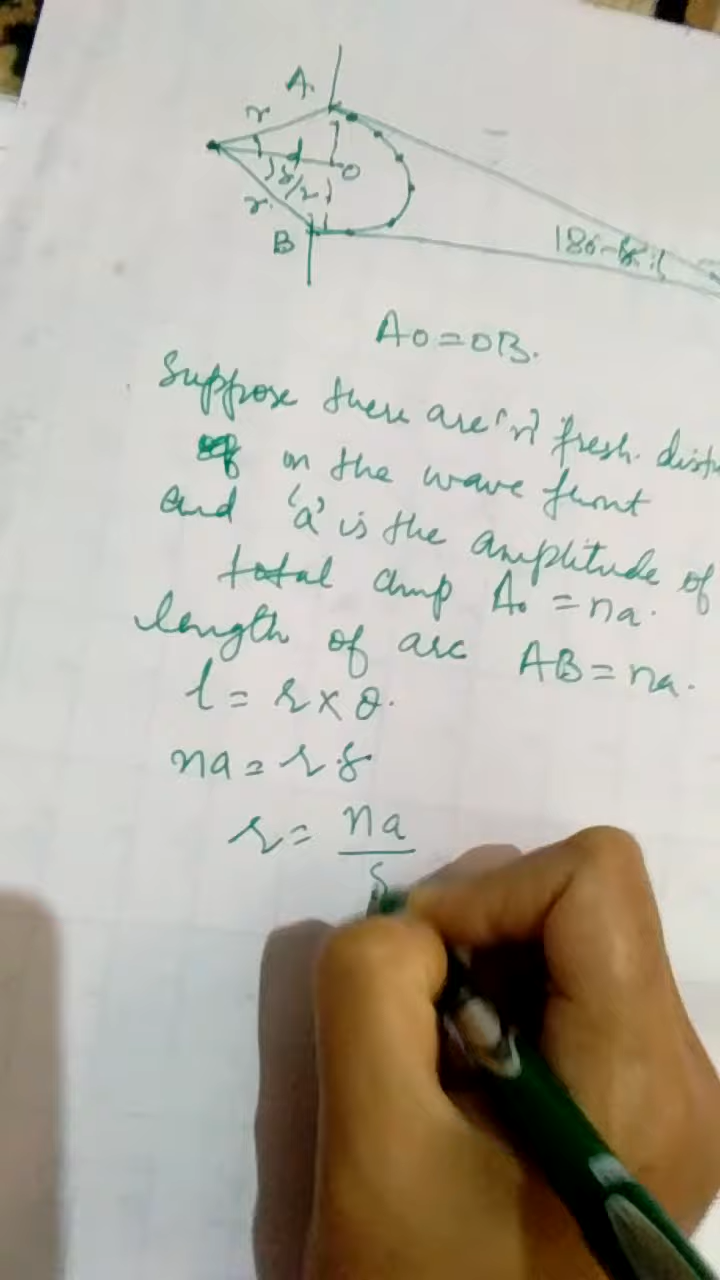 A
r
d
O
δ/2
r
B
180-δ
AO = OB.
Suppose there are 'n' fresh
on the wave front
and 'a' is the amplitude of
total amp A₀ = na.
length of arc AB = na.
l = r × θ.
na = r.δ
r = na/δ